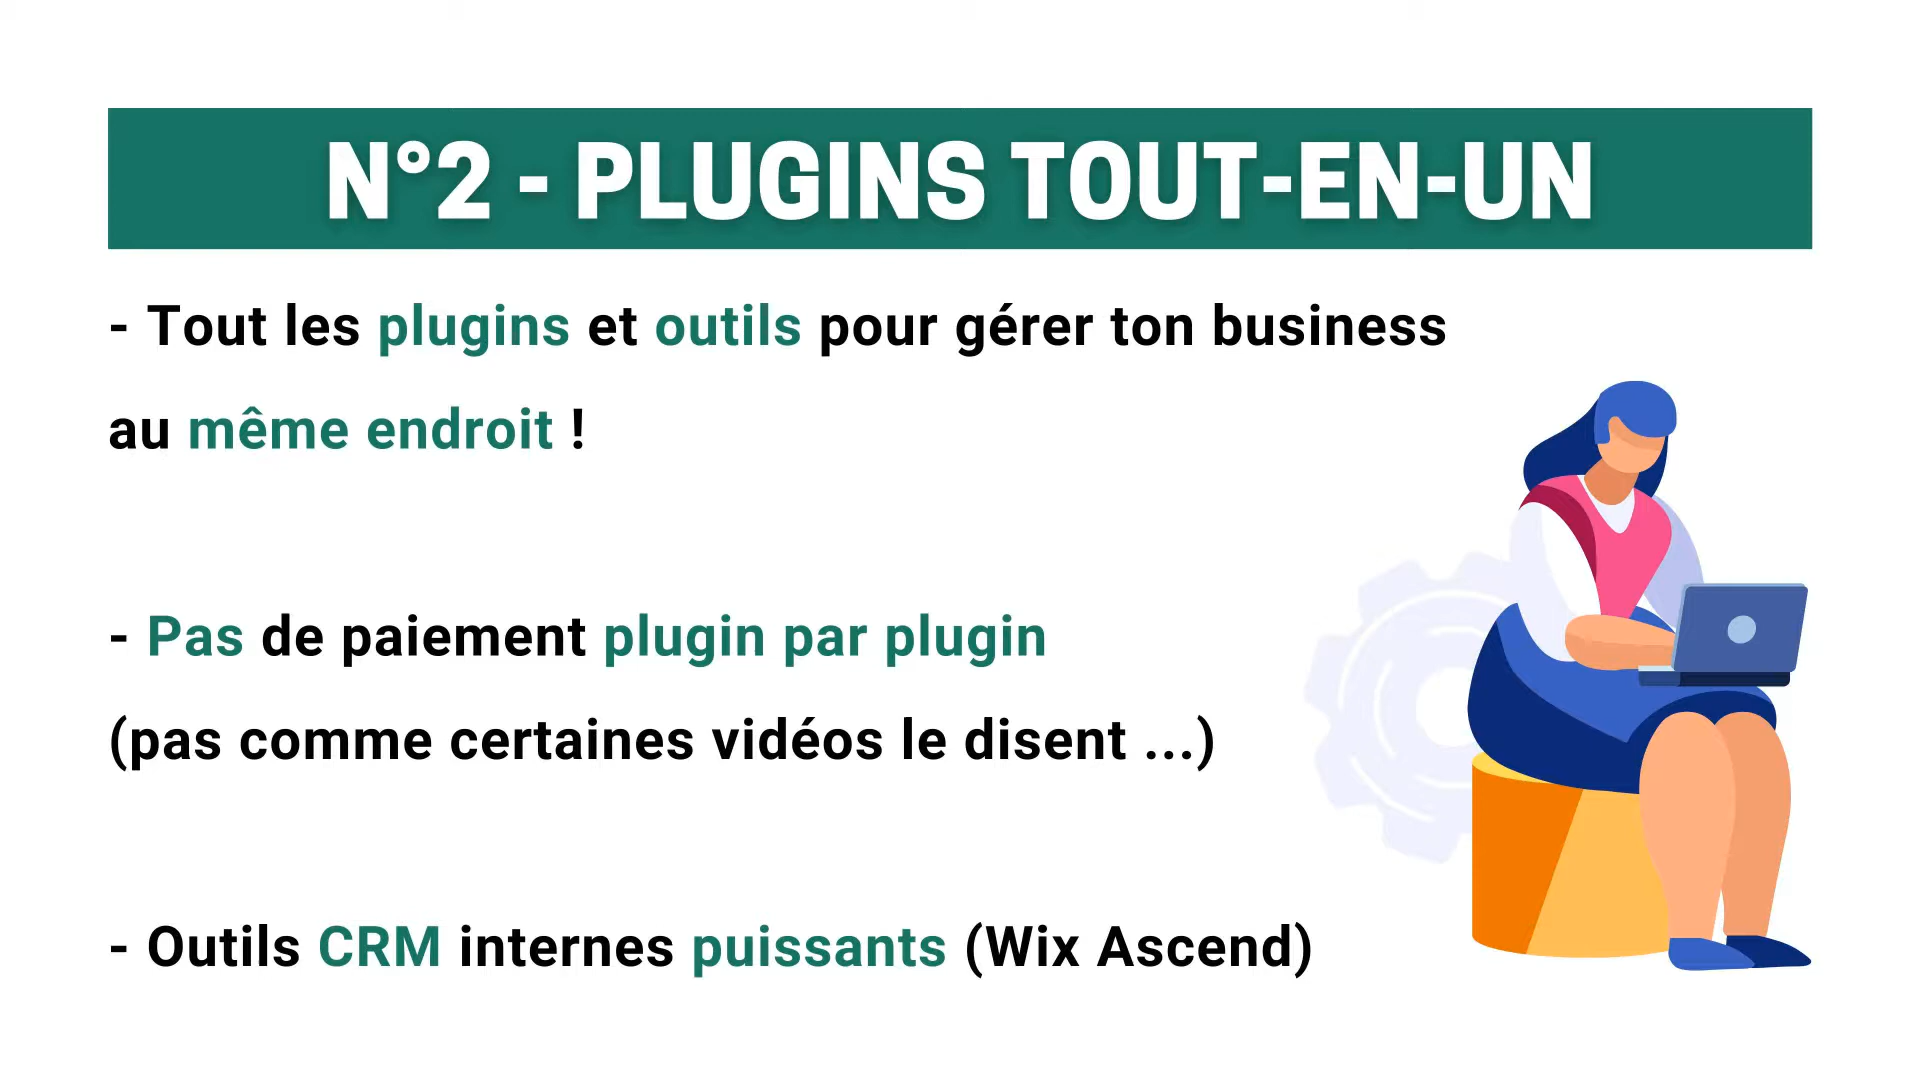 N°2 - PLUGINS TOUT-EN-UN
- Tout les plugins et outils pour gérer ton business
au même endroit !
- Pas de paiement plugin par plugin
(pas comme certaines vidéos le disent ...)
- Outils CRM internes puissants (Wix Ascend)